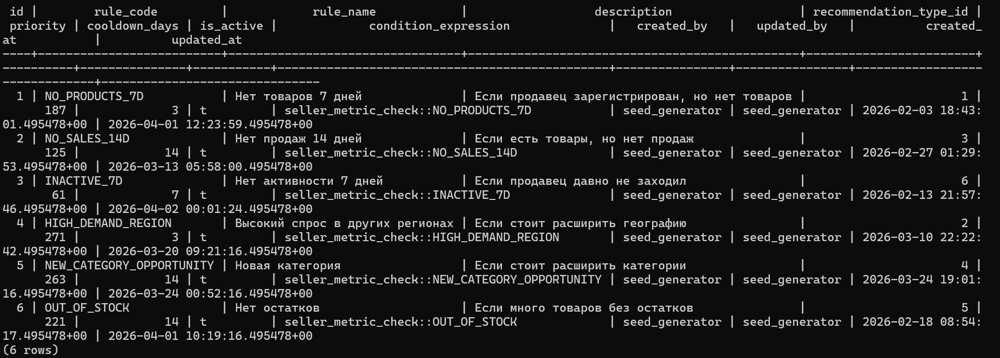 id |        rule_code         |            rule_name            |                  description                  | recommendation_type_id |
 priority | cooldown_days | is_active |             condition_expression              |   created_by   |   updated_by   |          created_
at           |          updated_at
----+--------------------------+---------------------------------+-----------------------------------------------+------------------------+
----------+---------------+-----------+-----------------------------------------------+----------------+----------------+------------------
-------------+-------------------------------
  1 | NO_PRODUCTS_7D           | Нет товаров 7 дней              | Если продавец зарегистрирован, но нет товаров |                      1 |
      187 |             3 | t         | seller_metric_check::NO_PRODUCTS_7D           | seed_generator | seed_generator | 2026-02-03 18:43:
01.495478+00 | 2026-04-01 12:23:59.495478+00
  2 | NO_SALES_14D             | Нет продаж 14 дней              | Если есть товары, но нет продаж               |                      3 |
      125 |            14 | t         | seller_metric_check::NO_SALES_14D             | seed_generator | seed_generator | 2026-02-27 01:29:
53.495478+00 | 2026-03-13 05:58:00.495478+00
  3 | INACTIVE_7D              | Нет активности 7 дней           | Если продавец давно не заходил                |                      6 |
       61 |             7 | t         | seller_metric_check::INACTIVE_7D              | seed_generator | seed_generator | 2026-02-13 21:57:
46.495478+00 | 2026-04-02 00:01:24.495478+00
  4 | HIGH_DEMAND_REGION       | Высокий спрос в других регионах | Если стоит расширить географию                |                      2 |
      271 |             3 | t         | seller_metric_check::HIGH_DEMAND_REGION       | seed_generator | seed_generator | 2026-03-10 22:22:
42.495478+00 | 2026-03-20 09:21:16.495478+00
  5 | NEW_CATEGORY_OPPORTUNITY | Новая категория                 | Если стоит расширить категории                |                      4 |
      263 |            14 | t         | seller_metric_check::NEW_CATEGORY_OPPORTUNITY | seed_generator | seed_generator | 2026-03-24 19:01:
16.495478+00 | 2026-03-24 00:52:16.495478+00
  6 | OUT_OF_STOCK             | Нет остатков                    | Если много товаров без остатков               |                      5 |
      221 |            14 | t         | seller_metric_check::OUT_OF_STOCK             | seed_generator | seed_generator | 2026-02-18 08:54:
17.495478+00 | 2026-04-01 10:19:16.495478+00
(6 rows)